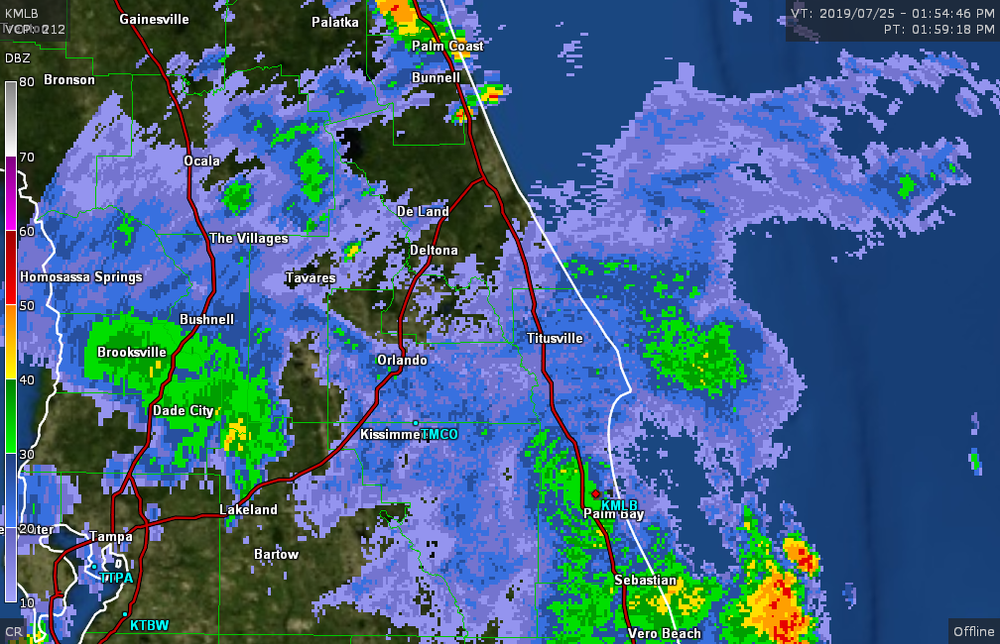 KMLB
VCP: 212
DBZ
VT: 2019/07/25 - 01:54:46 PM
PT: 01:59:18 PM
Gainesville
Palatka
Palm Coast
Bunnell
Bronson
80
70
Ocala
De Land
60
The Villages
Deltona
Homosassa Springs
Tavares
50
Bushnell
Titusville
Brooksville
Orlando
40
Dade City
Kissimme
TMCO
30
KMLB
Palm Bay
Lakeland
20
Tampa
Bartow
TTPA
Sebastian
10
KTBW
CR
Vero Beach
Offline